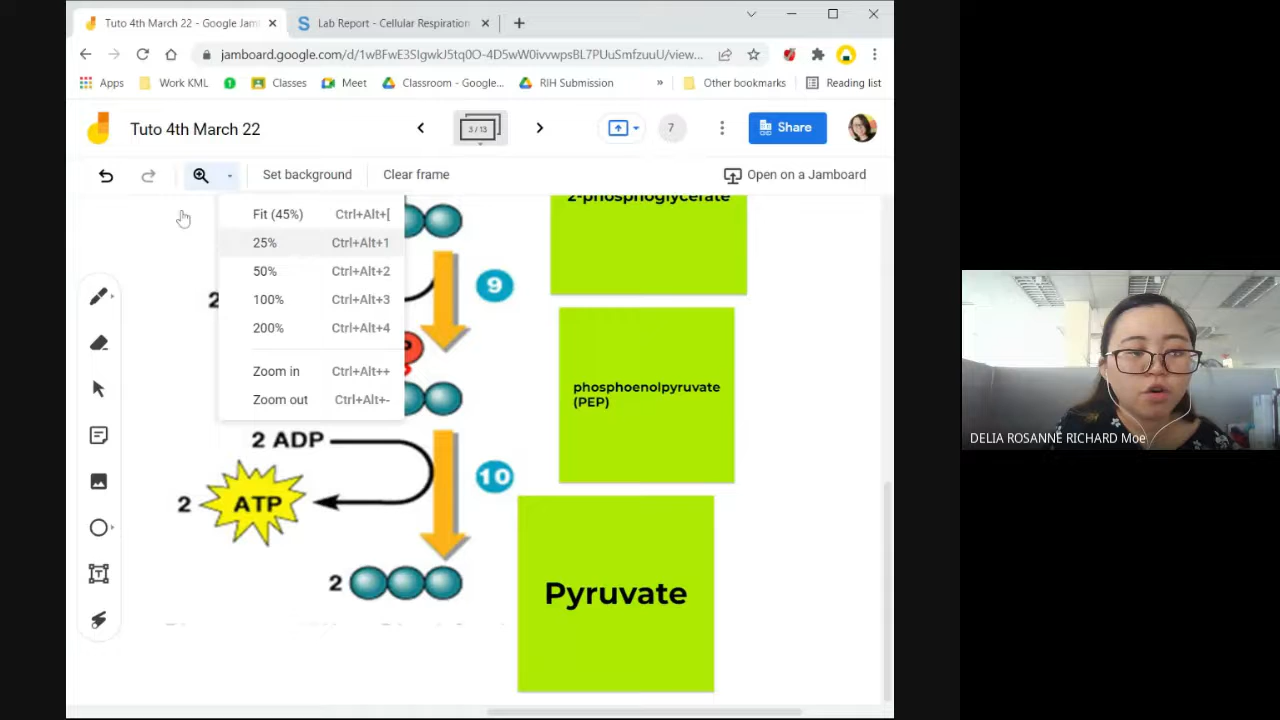 Tuto 4th March 22 - Google Jam
Lab Report - Cellular Respiration
jamboard.google.com/d/1wBFwE3SIgwkJ5tq0O-4D5wW0ivvwpsBL7PUuSmfzuuU/view...
Apps
Work KML
1
Classes
Meet
Classroom - Google...
RIH Submission
»
Other bookmarks
Reading list
Tuto 4th March 22
3 / 13
7
Share
Set background
Clear frame
Open on a Jamboard
Fit (45%) Ctrl+Alt+[
25% Ctrl+Alt+1
50% Ctrl+Alt+2
100% Ctrl+Alt+3
200% Ctrl+Alt+4
Zoom in Ctrl+Alt++
Zoom out Ctrl+Alt+-
2-phosphoglycerate
2
9
P
phosphoenolpyruvate
(PEP)
2 ADP
10
2 ATP
2
Pyruvate
DELIA ROSANNE RICHARD Moe